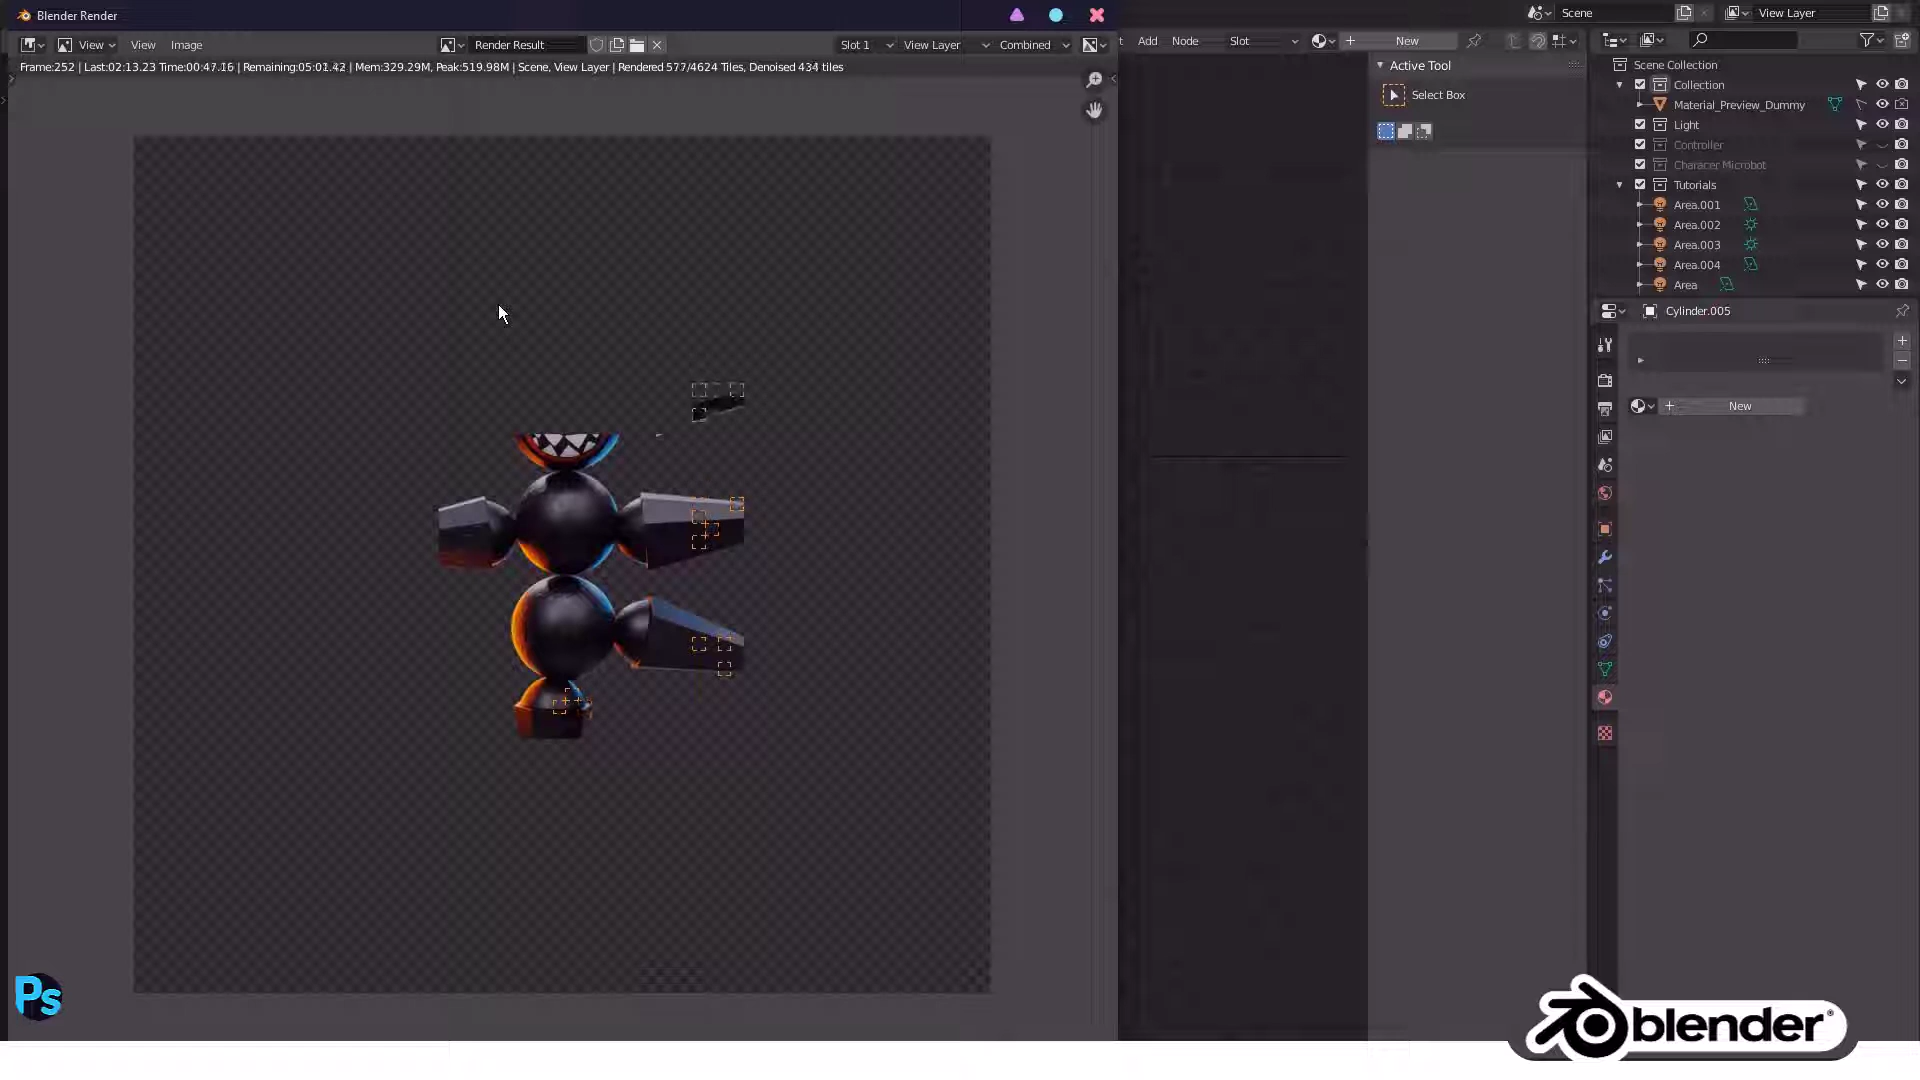 Blender Render
View
View
Image
Render Result
Slot 1
View Layer
Combined
Frame:252 | Last:02:13.23 Time:00:47.16 | Remaining:05:01.42 | Mem:329.29M, Peak:519.98M | Scene, View Layer | Rendered 577/4624 Tiles, Denoised 434 tiles
Add
Node
Slot
New
Scene
View Layer
Active Tool
Select Box
Scene Collection
Collection
Material_Preview_Dummy
Light
Controller
Characer Microbot
Tutorials
Area.001
Area.002
Area.003
Area.004
Area
Cylinder.005
New
Ps
blender®